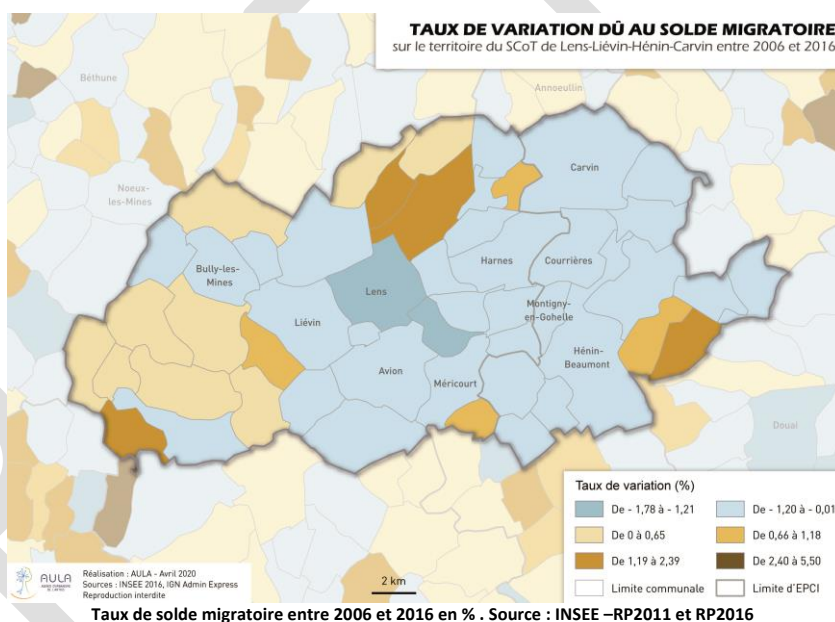 TAUX DE VARIATION DÛ AU SOLDE MIGRATOIRE
sur le territoire du SCoT de Lens-Liévin-Hénin-Carvin entre 2006 et 2016
Béthune
Annoeullin
Carvin
Noeux-
les-Mines
Bully-les-
Mines
Harnes
Courrières
Lens
Montigny-
en-Gohelle
Liévin
Hénin-
Beaumont
Avion
Méricourt
Douai
Taux de variation (%)
De - 1,78 à - 1,21
De - 1,20 à - 0,01
De 0 à 0,65
De 0,66 à 1,18
De 1,19 à 2,39
De 2,40 à 5,50
Limite communale
Limite d'EPCI
AULA
Réalisation : AULA - Avril 2020
Sources : INSEE 2016, IGN Admin Express
Reproduction interdite
2 km
Taux de solde migratoire entre 2006 et 2016 en % . Source : INSEE –RP2011 et RP2016